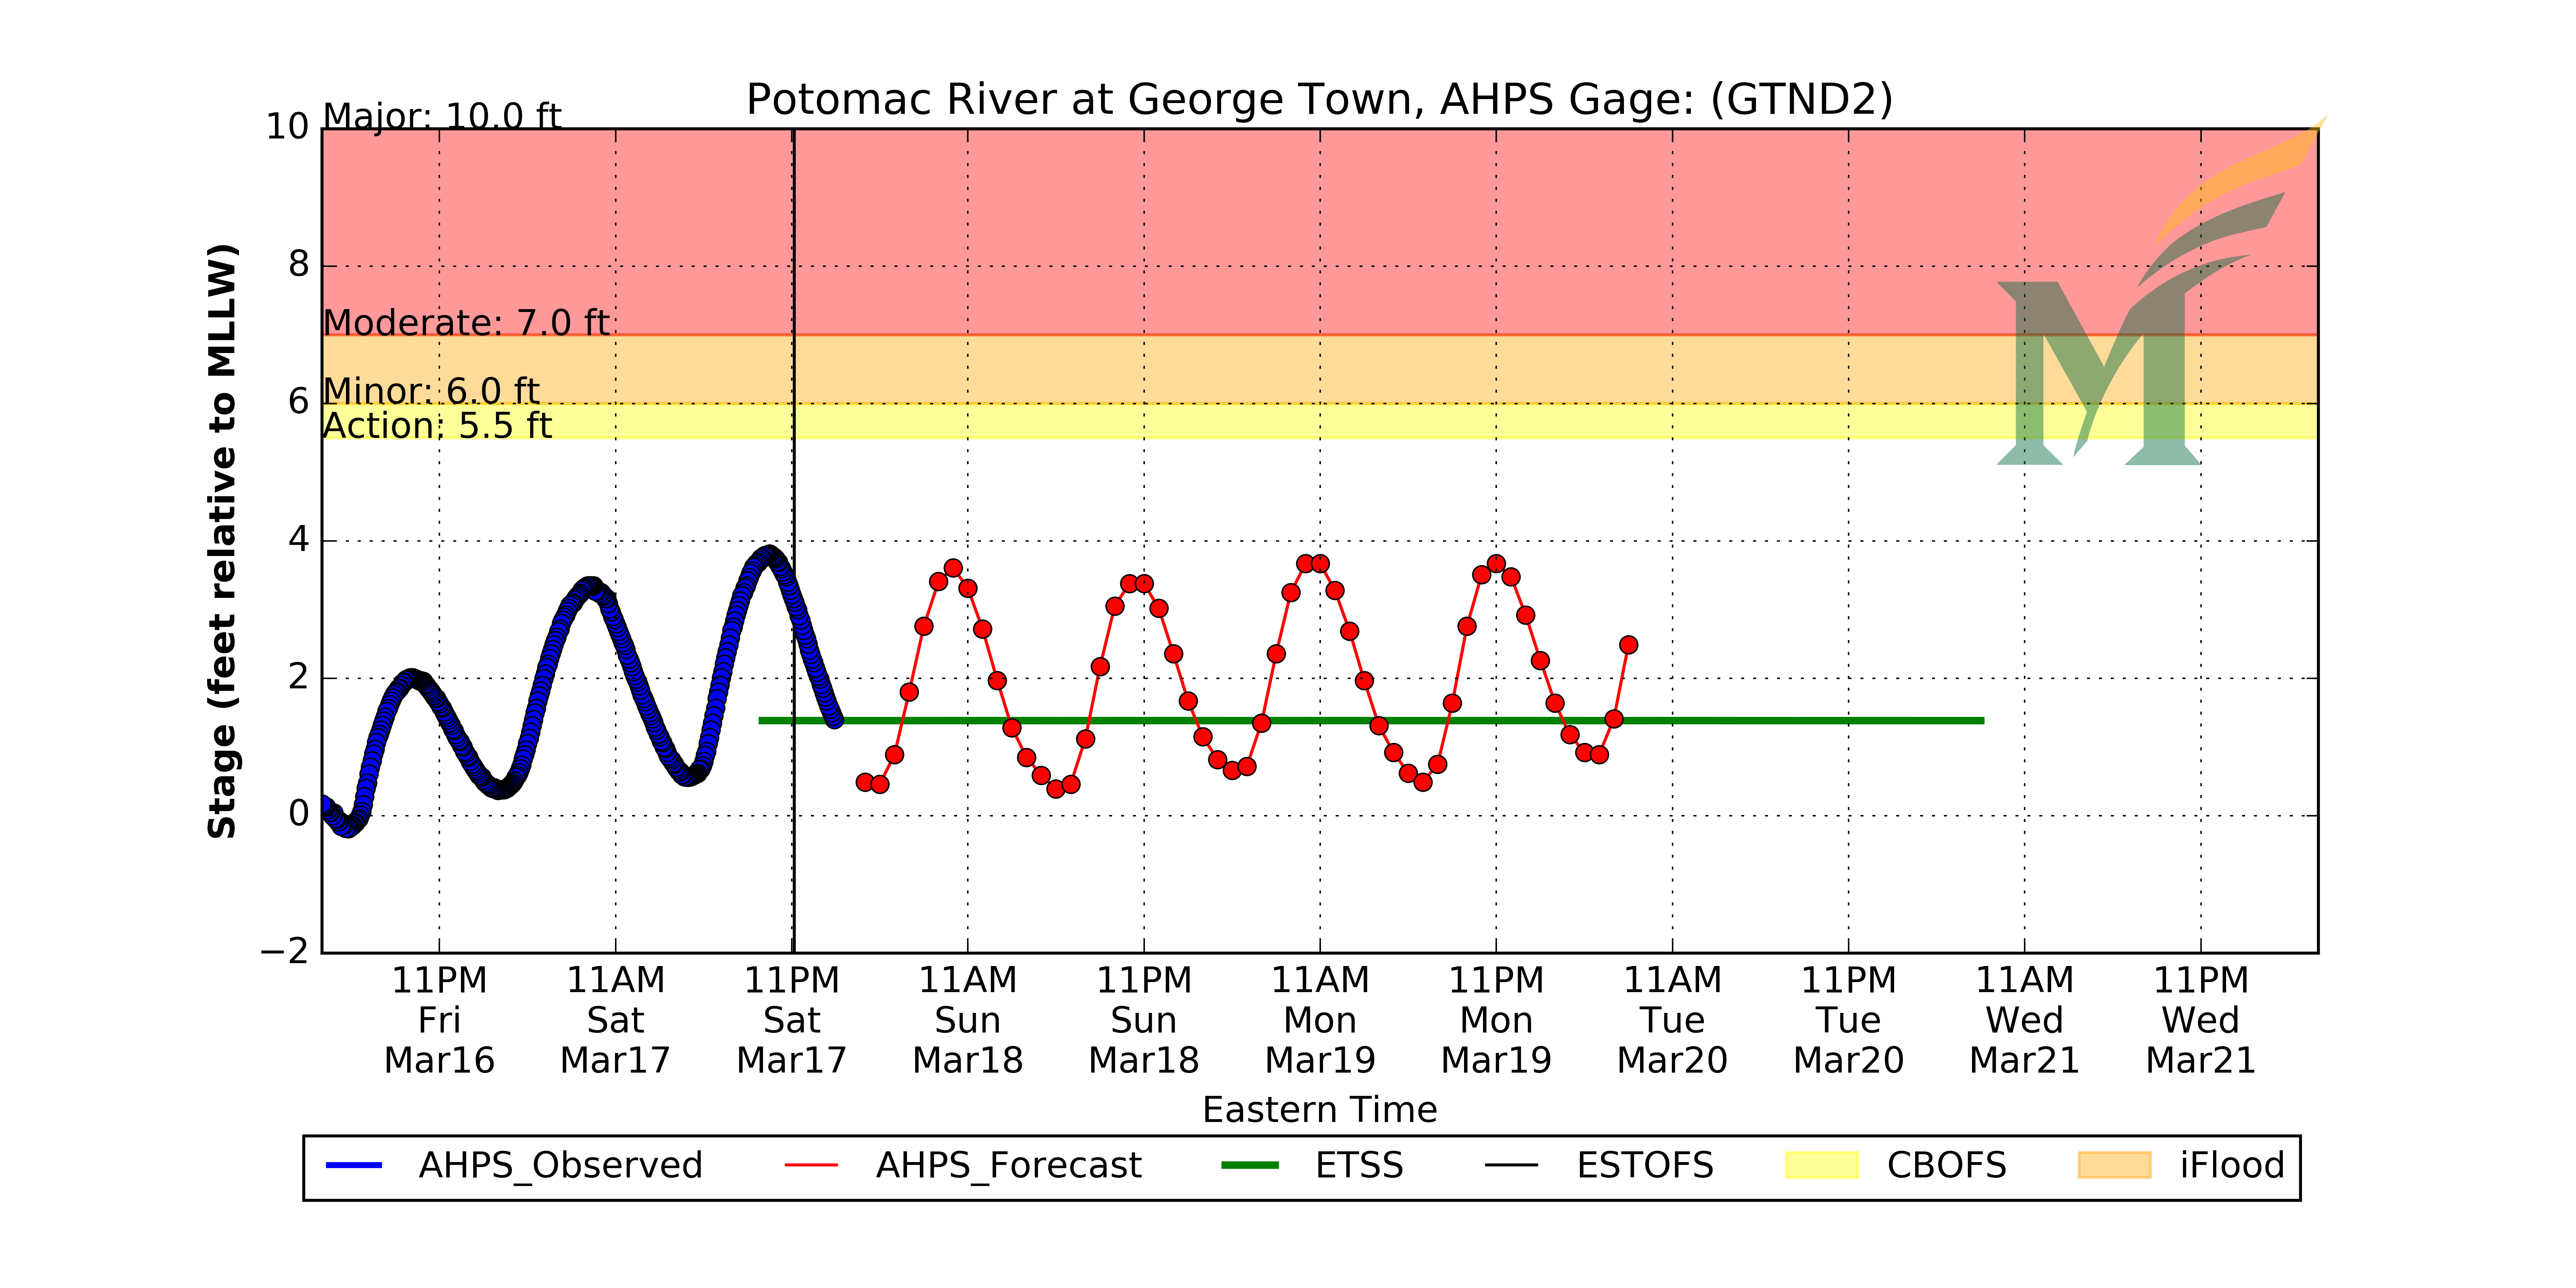 Potomac River at George Town, AHPS Gage: (GTND2)
Major: 10.0 ft
Moderate: 7.0 ft
Minor: 6.0 ft
Action: 5.5 ft
Stage (feet relative to MLLW)
10
8
6
4
2
0
−2
11PM Fri Mar16
11AM Sat Mar17
11PM Sat Mar17
11AM Sun Mar18
11PM Sun Mar18
11AM Mon Mar19
11PM Mon Mar19
11AM Tue Mar20
11PM Tue Mar20
11AM Wed Mar21
11PM Wed Mar21
Eastern Time
AHPS_Observed AHPS_Forecast ETSS ESTOFS CBOFS iFlood